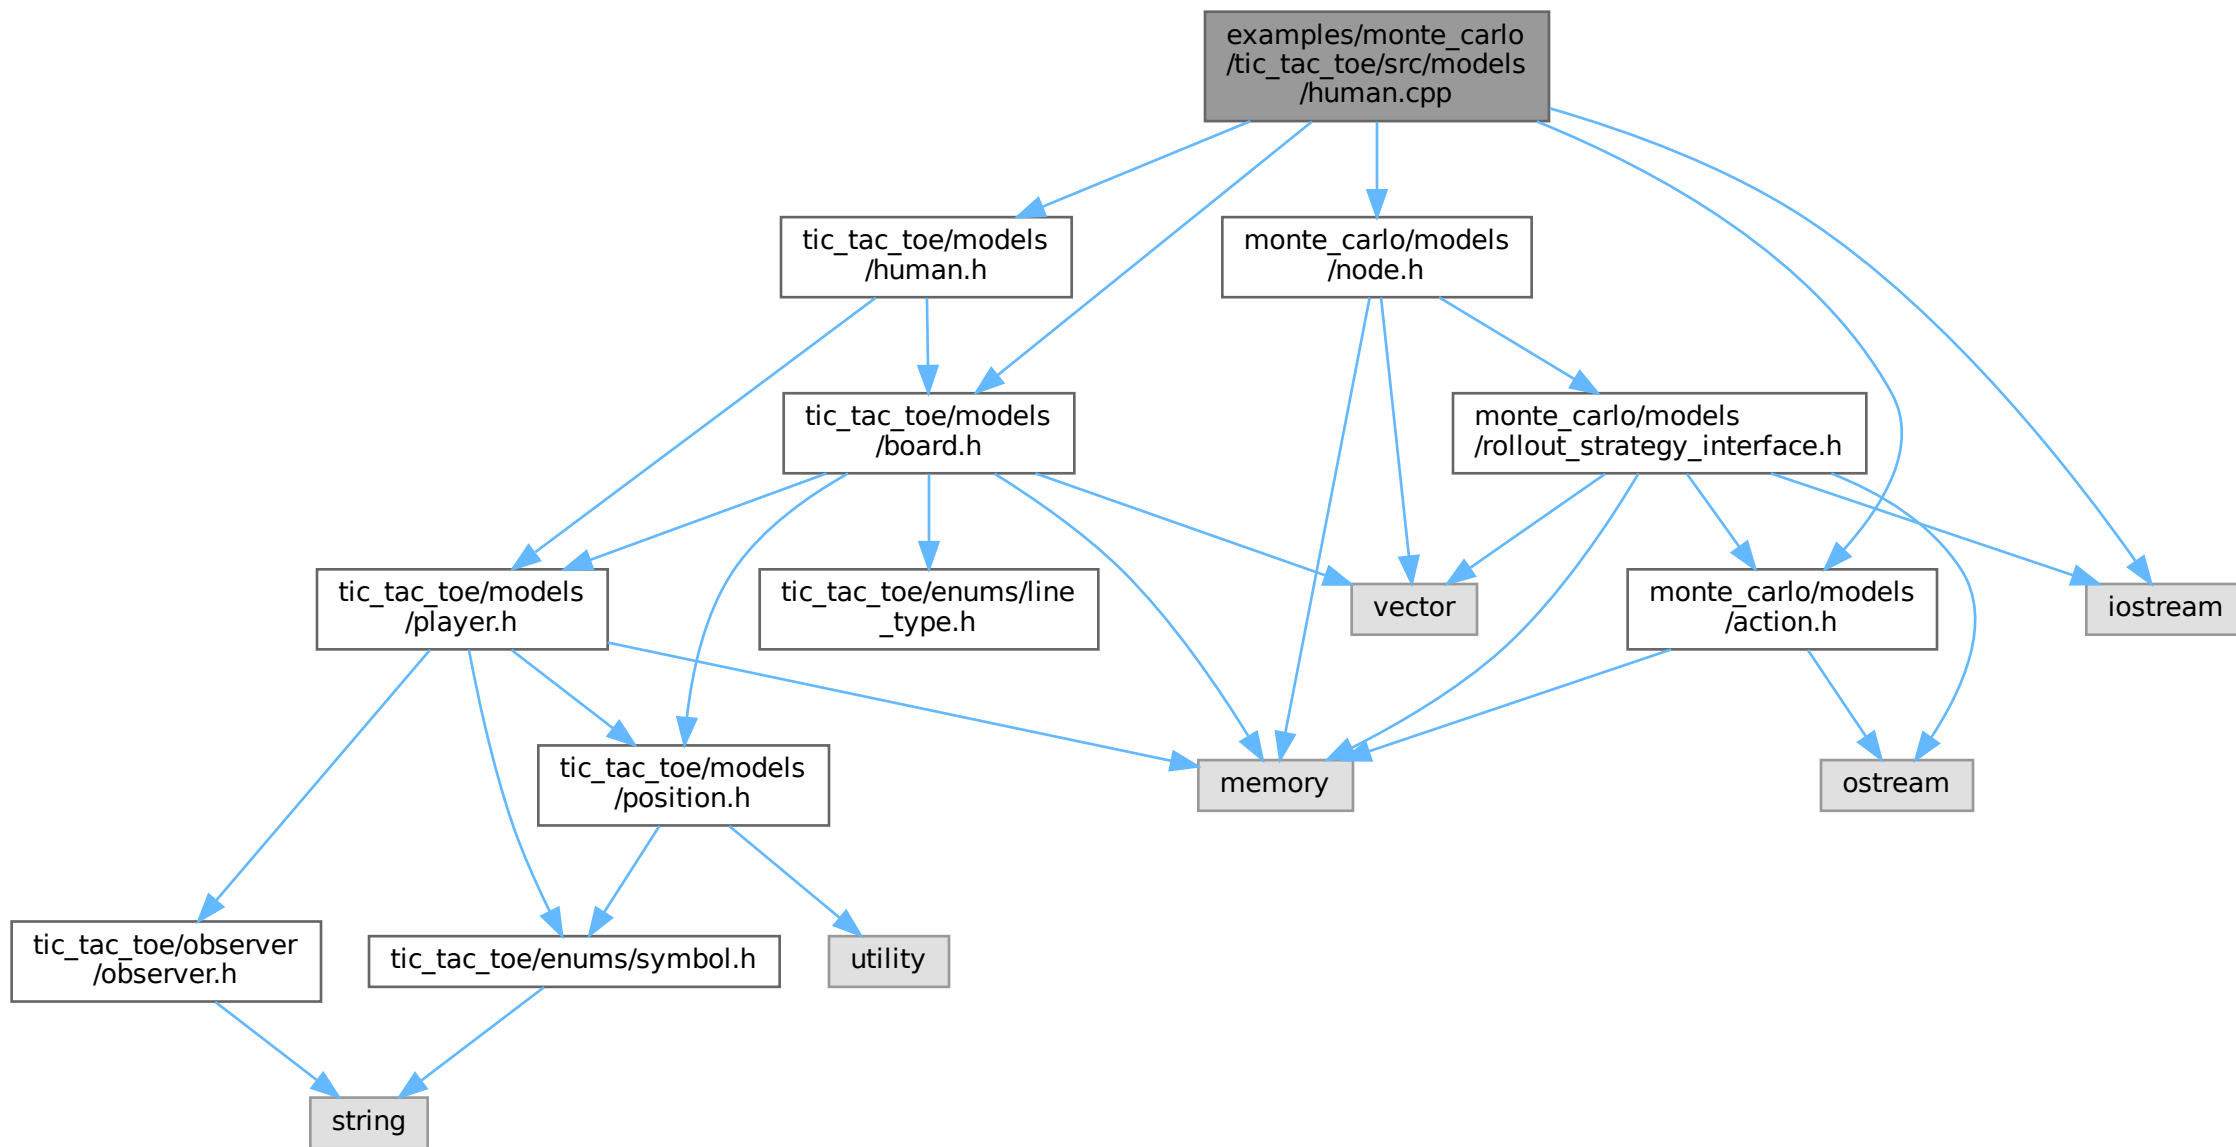 examples/monte_carlo
/tic_tac_toe/src/models
/human.cpp
tic_tac_toe/models
/human.h
monte_carlo/models
/node.h
tic_tac_toe/models
/board.h
monte_carlo/models
/rollout_strategy_interface.h
tic_tac_toe/models
/player.h
tic_tac_toe/enums/line
_type.h
vector
monte_carlo/models
/action.h
iostream
tic_tac_toe/models
/position.h
memory
ostream
tic_tac_toe/observer
/observer.h
tic_tac_toe/enums/symbol.h
utility
string